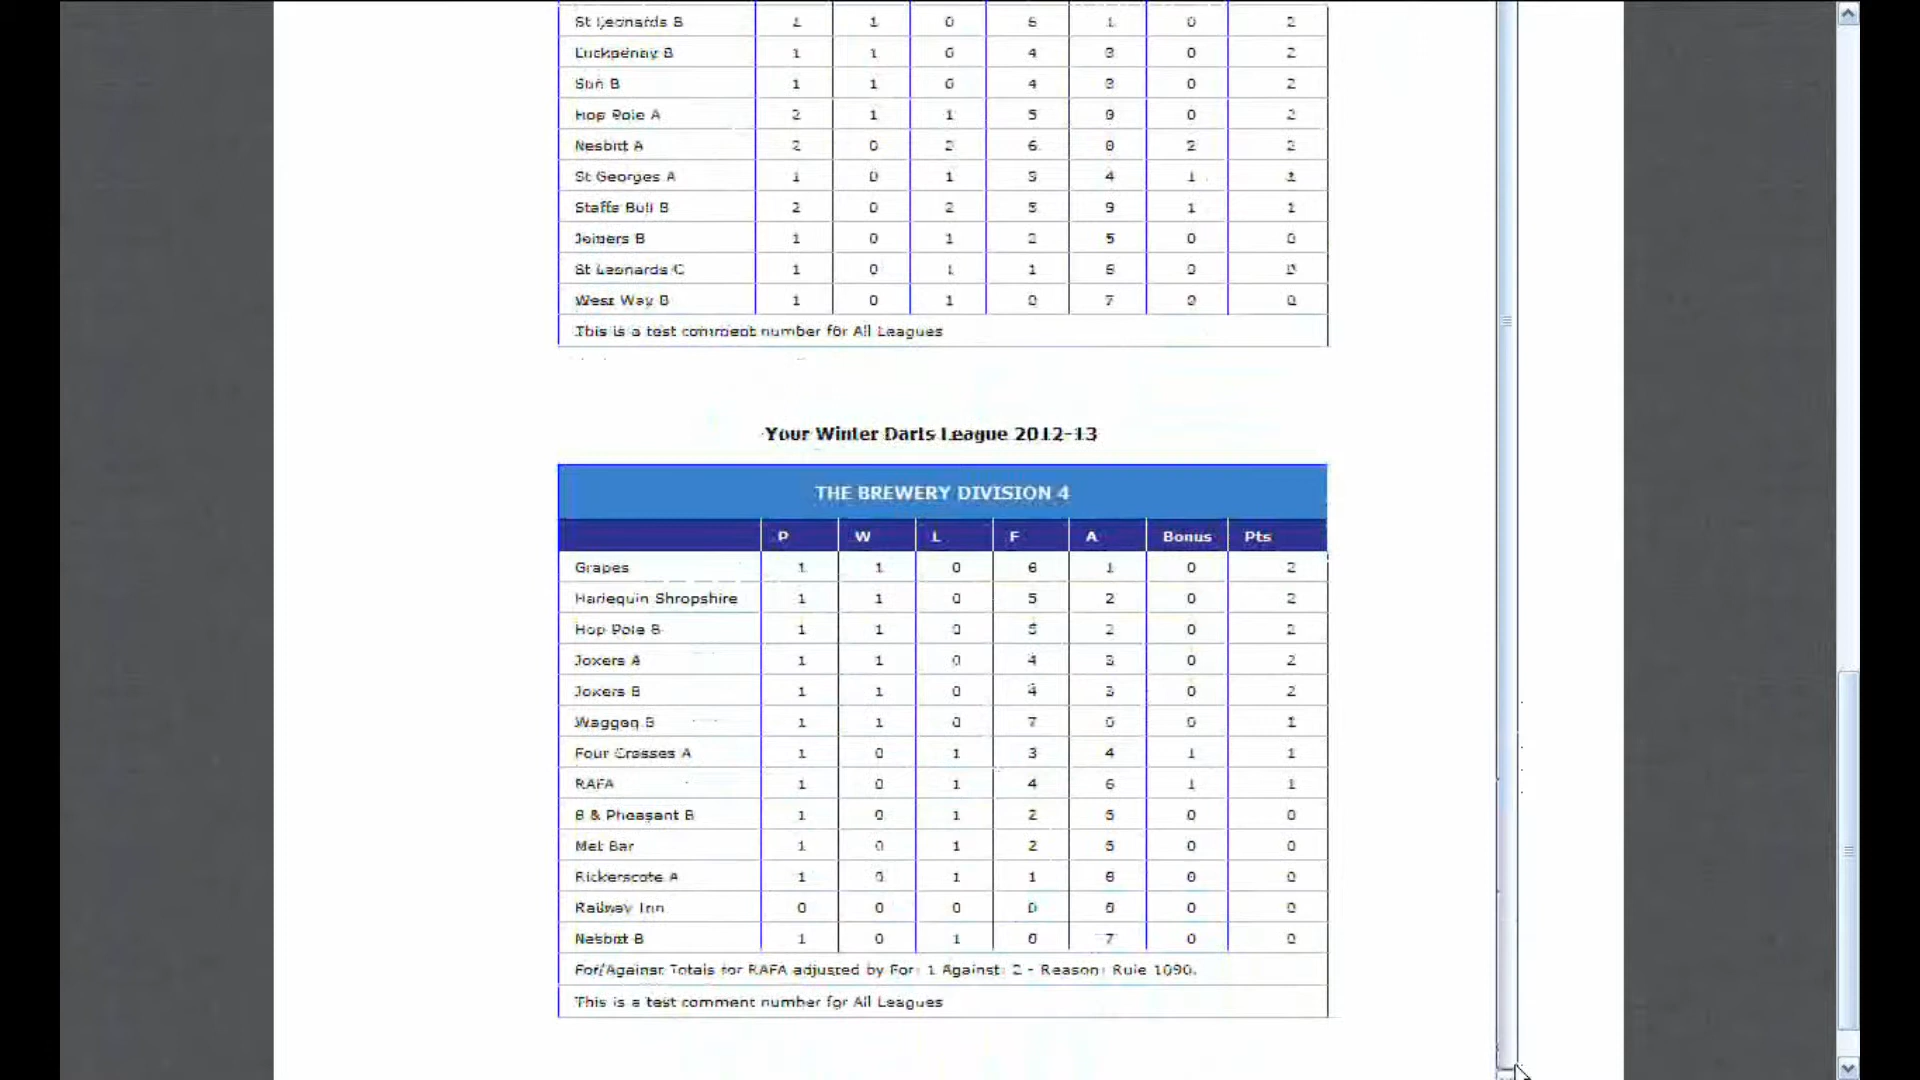 St Leonards B 1 1 0 6 1 0 2
Luckpenny B 1 1 0 4 3 0 2
Sun B 1 1 0 4 3 0 2
Hop Pole A 2 1 1 5 9 0 2
Nesbitt A 2 0 2 6 8 2 2
St Georges A 1 0 1 3 4 1 1
Staffs Bull B 2 0 2 5 9 1 1
Joiners B 1 0 1 2 5 0 0
St Leonards C 1 0 1 1 6 0 0
West Way B 1 0 1 0 7 0 0
This is a test comment number for All Leagues
Your Winter Darts League 2012-13
THE BREWERY DIVISION 4
P W L F A Bonus Pts
Grapes 1 1 0 6 1 0 2
Harlequin Shropshire 1 1 0 5 2 0 2
Hop Pole B 1 1 0 5 2 0 2
Joxers A 1 1 0 4 3 0 2
Joxers B 1 1 0 4 3 0 2
Waggon B 1 1 0 7 0 0 1
Four Crosses A 1 0 1 3 4 1 1
RAFA 1 0 1 4 6 1 1
B & Pheasant B 1 0 1 2 5 0 0
Met Bar 1 0 1 2 5 0 0
Rickerscote A 1 0 1 1 6 0 0
Railway Inn 0 0 0 0 0 0 0
Nesbitt B 1 0 1 0 7 0 0
For/Against Totals for RAFA adjusted by For: 1 Against: 2 - Reason: Rule 1090.
This is a test comment number for All Leagues